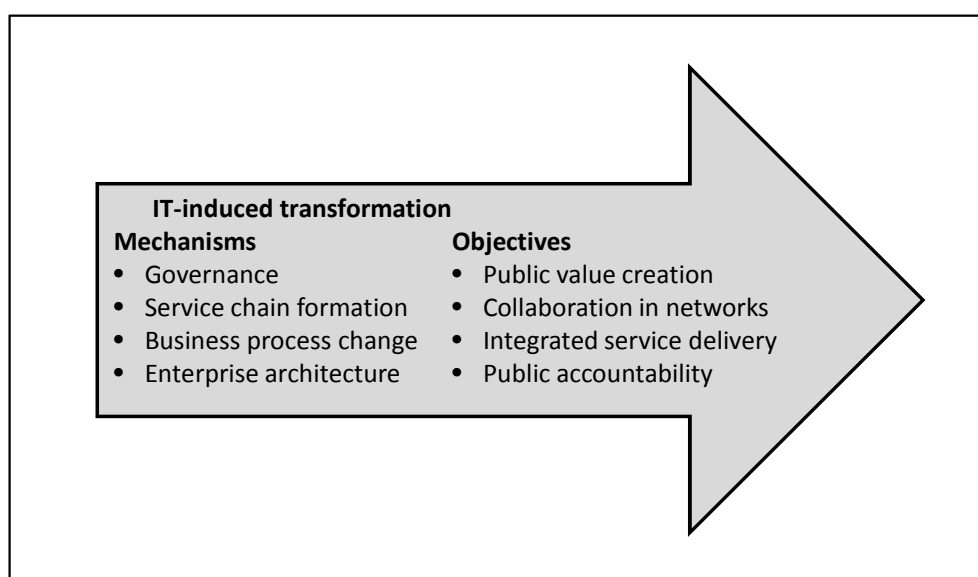 IT-induced transformation
Mechanisms
• Governance
• Service chain formation
• Business process change
• Enterprise architecture
Objectives
• Public value creation
• Collaboration in networks
• Integrated service delivery
• Public accountability